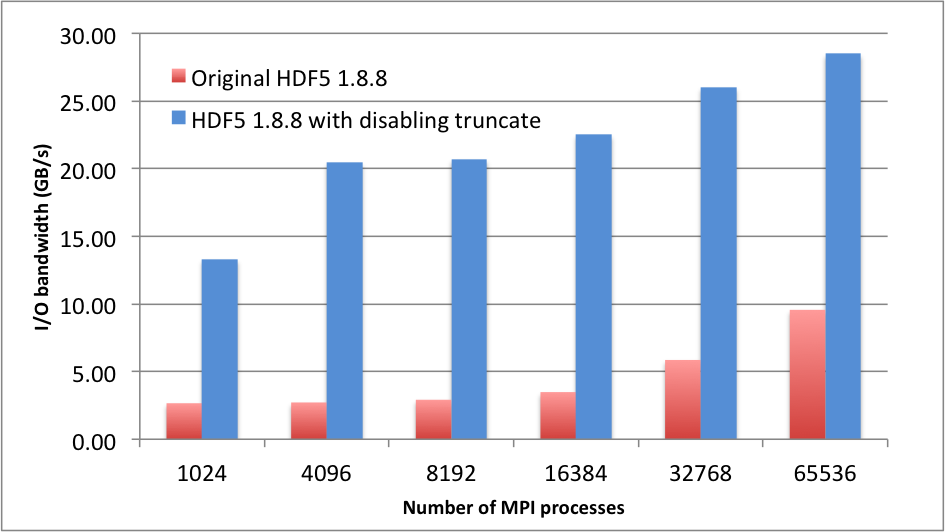 30.00
25.00
20.00
15.00
10.00
5.00
0.00
I/O bandwidth (GB/s)
Original HDF5 1.8.8
HDF5 1.8.8 with disabling truncate
1024 4096 8192 16384 32768 65536
Number of MPI processes